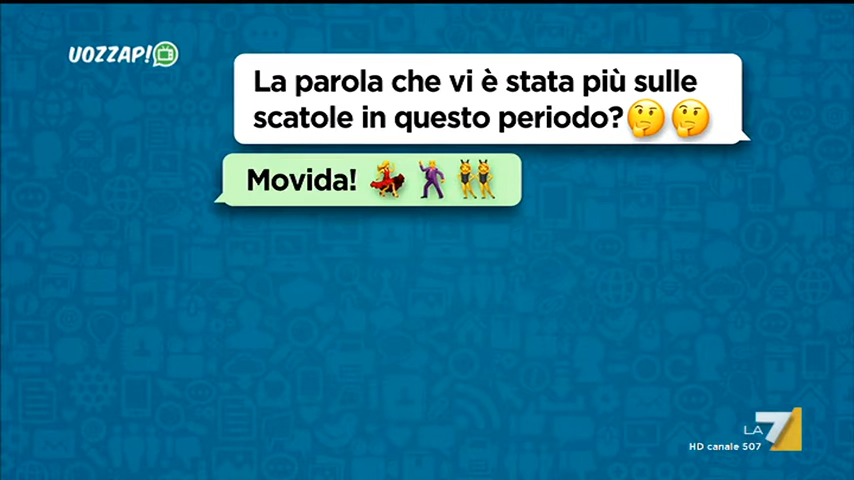 UOZZAP!
La parola che vi è stata più sulle
scatole in questo periodo?🤔🤔
Movida! 💃🕺👯
LA7
HD canale 507